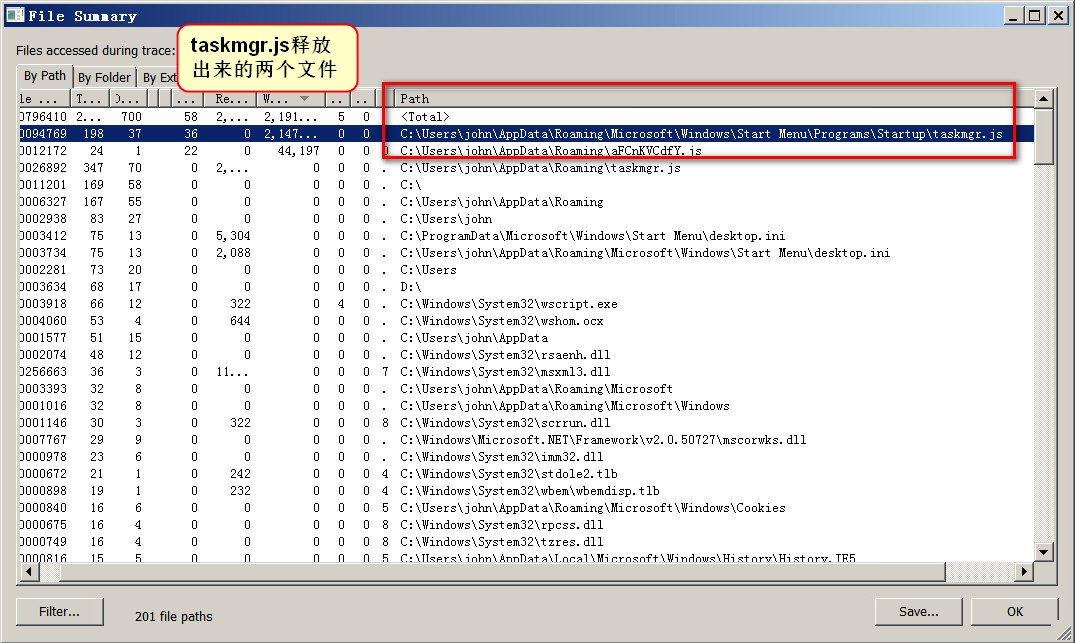 File Summary
Files accessed during trace:
taskmgr.js释放
出来的两个文件
By Path By Folder By Ext
le ... T... O... ... Re... W... .. .. Path
0796410 2... 700 58 2,... 2,191... 5 0 <Total>
0094769 198 37 36 0 2,147... 0 0 . C:\Users\john\AppData\Roaming\Microsoft\Windows\Start Menu\Programs\Startup\taskmgr.js
0012172 24 1 22 0 44,197 0 0 C:\Users\john\AppData\Roaming\aFCnKVCdfY.js
0026892 347 70 0 2,... 0 0 0 . C:\Users\john\AppData\Roaming\taskmgr.js
0011201 169 58 0 0 0 0 0 . C:\
0006327 167 55 0 0 0 0 0 . C:\Users\john\AppData\Roaming
0002938 83 27 0 0 0 0 0 . C:\Users\john
0003412 75 13 0 5,304 0 0 0 . C:\ProgramData\Microsoft\Windows\Start Menu\desktop.ini
0003734 75 13 0 2,088 0 0 0 . C:\Users\john\AppData\Roaming\Microsoft\Windows\Start Menu\desktop.ini
0002281 73 20 0 0 0 0 0 . C:\Users
0003634 68 17 0 0 0 0 0 . D:\
0003918 66 12 0 322 0 4 0 . C:\Windows\System32\wscript.exe
0004060 53 4 0 644 0 0 0 . C:\Windows\System32\wshom.ocx
0001577 51 15 0 0 0 0 0 . C:\Users\john\AppData
0002074 48 12 0 0 0 0 0 . C:\Windows\System32\rsaenh.dll
0256663 36 3 0 11... 0 0 0 7 C:\Windows\System32\msxml3.dll
0003393 32 8 0 0 0 0 0 . C:\Users\john\AppData\Roaming\Microsoft
0001016 32 8 0 0 0 0 0 . C:\Users\john\AppData\Roaming\Microsoft\Windows
0001146 30 3 0 322 0 0 0 8 C:\Windows\System32\scrrun.dll
0007767 29 9 0 0 0 0 0 . C:\Windows\Microsoft.NET\Framework\v2.0.50727\mscorwks.dll
0000978 23 6 0 0 0 0 0 . C:\Windows\System32\imm32.dll
0000672 21 1 0 242 0 0 0 4 C:\Windows\System32\stdole2.tlb
0000898 19 1 0 232 0 0 0 4 C:\Windows\System32\wbem\wbemdisp.tlb
0000840 16 6 0 0 0 0 0 5 C:\Users\john\AppData\Roaming\Microsoft\Windows\Cookies
0000675 16 4 0 0 0 0 0 8 C:\Windows\System32\rpcss.dll
0000749 16 4 0 0 0 0 0 8 C:\Windows\System32\tzres.dll
0000816 15 5 0 0 0 0 0 5 C:\Users\john\AppData\Local\Microsoft\Windows\History\History.IE5
Filter... 201 file paths Save... OK